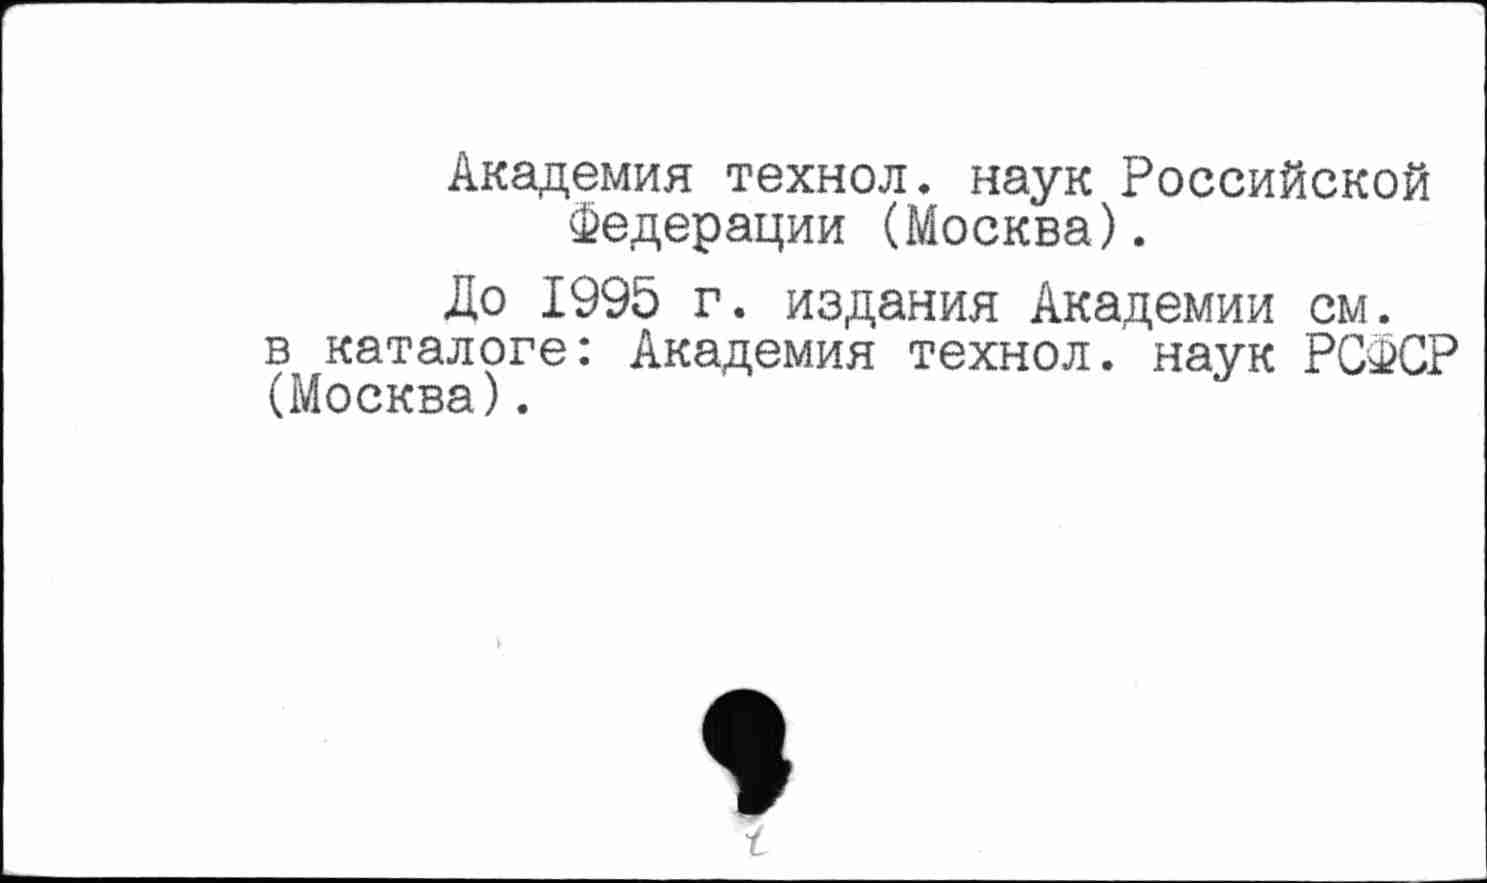 Академия технол. наук Российской
Федерации (Москва).
До 1995 г. издания Академии см.
в каталоге: Академия технол. наук РСФСР
(Москва).